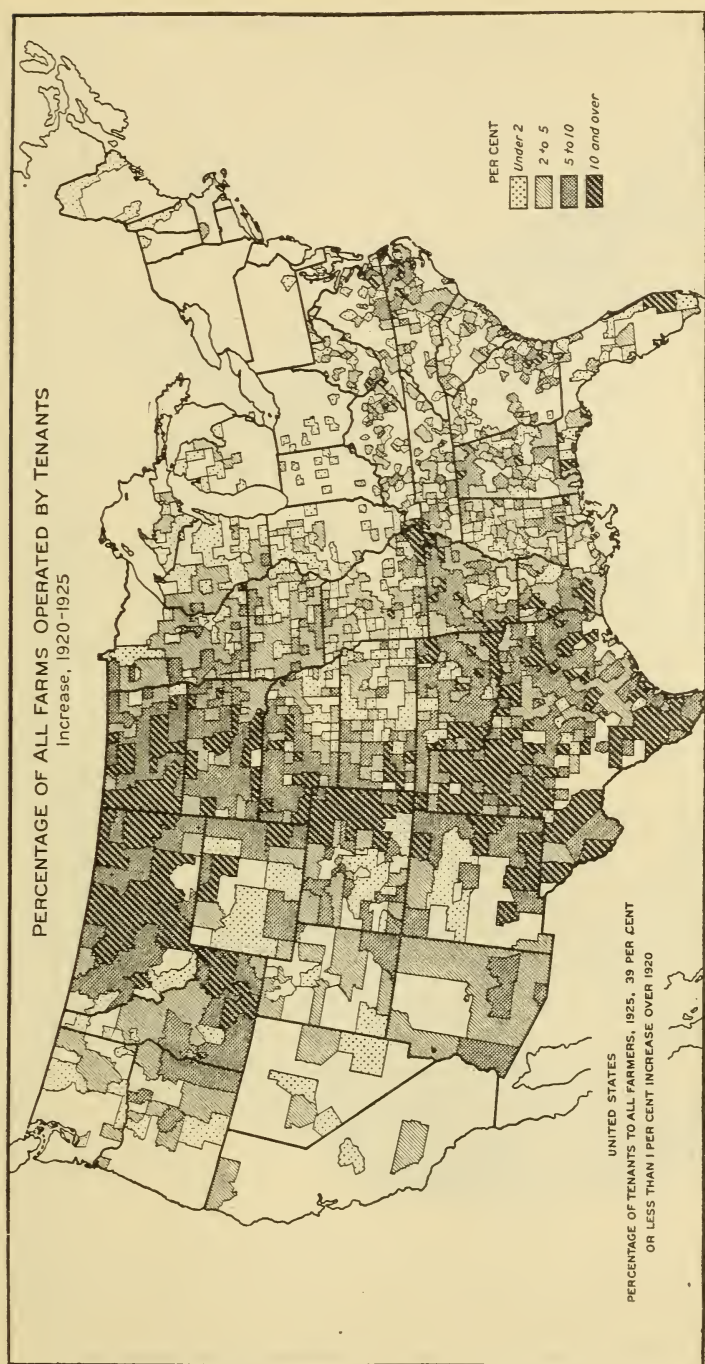 PERCENTAGE OF ALL FARMS OPERATED BY TENANTS
Increase, 1920-1925
PER CENT
Under 2
2 to 5
5 to 10
10 and over
UNITED STATES
PERCENTAGE OF TENANTS TO ALL FARMERS, 1925, 39 PER CENT
OR LESS THAN 1 PER CENT INCREASE OVER 1920